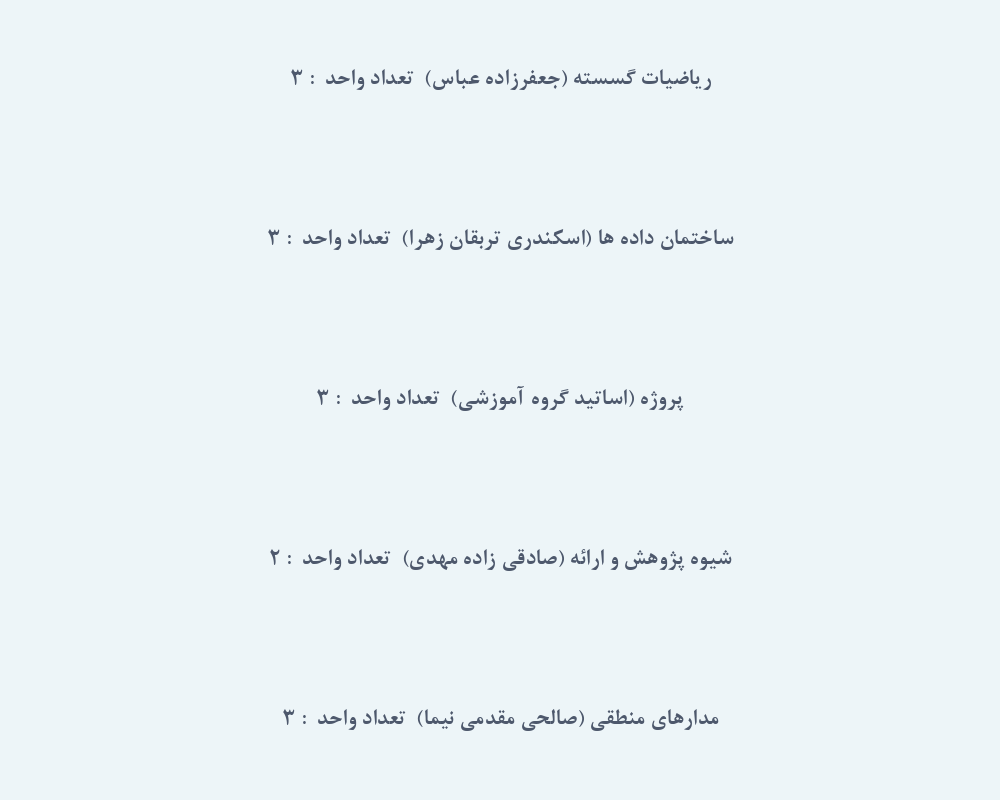 ریاضیات گسسته (جعفرزاده عباس)  تعداد واحد  : ۳
ساختمان داده ها (اسکندری تربقان زهرا)  تعداد واحد  : ۳
پروژه (اساتید گروه آموزشی)  تعداد واحد  : ۳
شیوه پژوهش و ارائه (صادقی زاده مهدی)  تعداد واحد  : ۲
مدارهای منطقی (صالحی مقدمی نیما)  تعداد واحد  : ۳